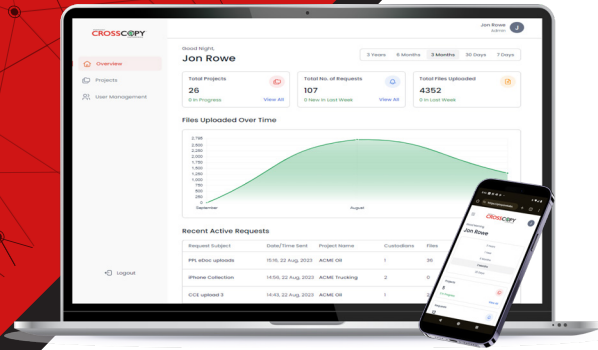 CROSSCOPY
Jon Rowe
Admin
J
Good Night,
Jon Rowe
3 Years 6 Months 3 Months 30 Days 7 Days
Overview
Projects
User Management
Total Projects
26
0 In Progress View All
Total No. of Requests
107
0 New in Last Week View All
Total Files Uploaded
4352
0 in Last Week
Files Uploaded Over Time
2,500
2,250
2,000
1,750
1,500
1,250
1,000
750
500
250
0
September August
Recent Active Requests
Request Subject Date/Time Sent Project Name Custodians Files
PPL eDoc uploads 15:19, 22 Aug, 2023 ACME Oil 1 26
iPhone Collection 14:56, 22 Aug, 2023 ACME Trucking 2 0
CCE upload 3 14:43, 22 Aug, 2023 ACME Oil 1
Logout
CROSSCOPY
Jon Rowe